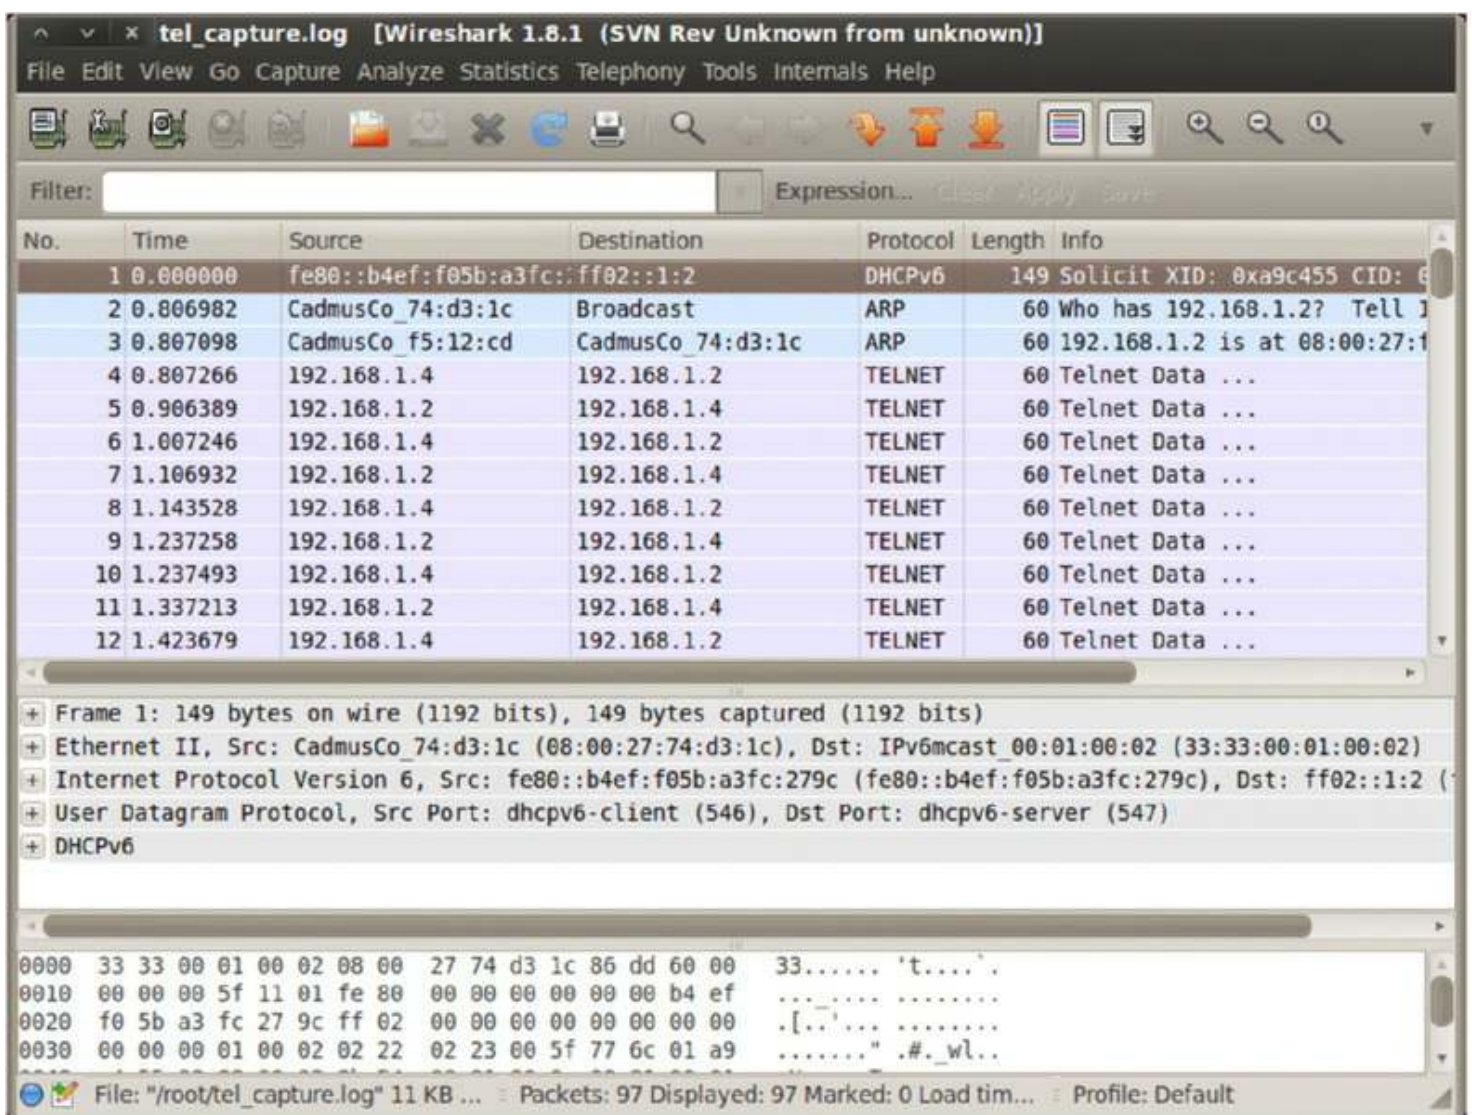 tel_capture.log [Wireshark 1.8.1 (SVN Rev Unknown from unknown)]
File Edit View Go Capture Analyze Statistics Telephony Tools Internals Help
Filter: Expression... Clear Apply Save
No. Time Source Destination Protocol Length Info
1 0.000000 fe80::b4ef:f05b:a3fc: ff02::1:2 DHCPv6 149 Solicit XID: 0xa9c455 CID:
2 0.806982 CadmusCo_74:d3:1c Broadcast ARP 60 Who has 192.168.1.2? Tell 1
3 0.807098 CadmusCo_f5:12:cd CadmusCo_74:d3:1c ARP 60 192.168.1.2 is at 08:00:27:f
4 0.807266 192.168.1.4 192.168.1.2 TELNET 60 Telnet Data ...
5 0.906389 192.168.1.2 192.168.1.4 TELNET 60 Telnet Data ...
6 1.007246 192.168.1.4 192.168.1.2 TELNET 60 Telnet Data ...
7 1.106932 192.168.1.2 192.168.1.4 TELNET 60 Telnet Data ...
8 1.143528 192.168.1.4 192.168.1.2 TELNET 60 Telnet Data ...
9 1.237258 192.168.1.2 192.168.1.4 TELNET 60 Telnet Data ...
10 1.237493 192.168.1.4 192.168.1.2 TELNET 60 Telnet Data ...
11 1.337213 192.168.1.2 192.168.1.4 TELNET 60 Telnet Data ...
12 1.423679 192.168.1.4 192.168.1.2 TELNET 60 Telnet Data ...
Frame 1: 149 bytes on wire (1192 bits), 149 bytes captured (1192 bits)
Ethernet II, Src: CadmusCo_74:d3:1c (08:00:27:74:d3:1c), Dst: IPv6mcast_00:01:00:02 (33:33:00:01:00:02)
Internet Protocol Version 6, Src: fe80::b4ef:f05b:a3fc:279c (fe80::b4ef:f05b:a3fc:279c), Dst: ff02::1:2 (
User Datagram Protocol, Src Port: dhcpv6-client (546), Dst Port: dhcpv6-server (547)
DHCPv6
0000 33 33 00 01 00 02 08 00 27 74 d3 1c 86 dd 60 00 33...... 't....`.
0010 00 00 00 5f 11 01 fe 80 00 00 00 00 00 00 b4 ef ..._.... ........
0020 f0 5b a3 fc 27 9c ff 02 00 00 00 00 00 00 00 00 .[..'... ........
0030 00 00 00 01 00 02 02 22 02 23 00 5f 77 6c 01 a9 ......." .#._wl..
File: "/root/tel_capture.log" 11 KB ... Packets: 97 Displayed: 97 Marked: 0 Load tim... Profile: Default